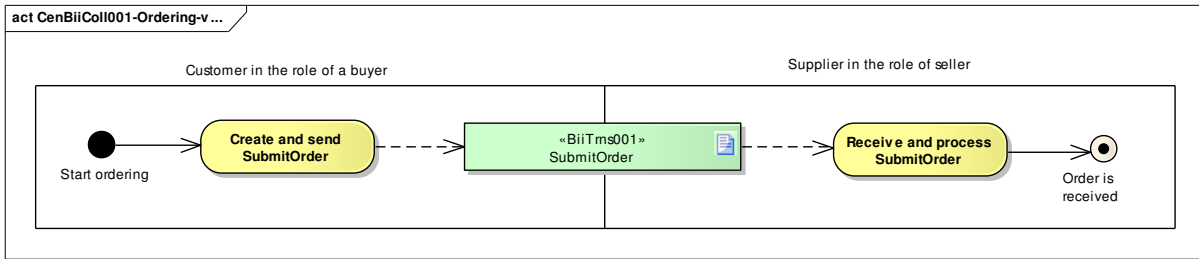 act CenBiiColl001-Ordering-v ...
Customer in the role of a buyer
Supplier in the role of seller
Start ordering
Create and send
SubmitOrder
«BiiTrns001»
SubmitOrder
Receive and process
SubmitOrder
Order is
received